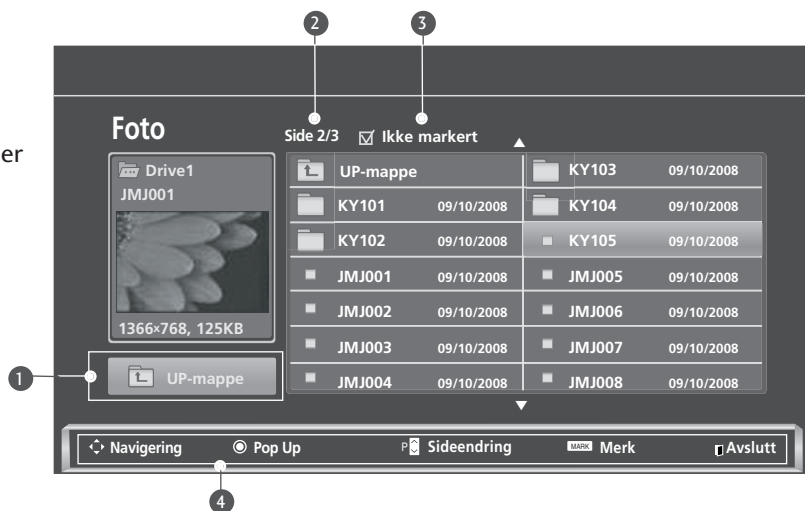 2 3
er
Foto
Side 2/3 Ikke markert
Drive1
JMJ001
1366×768, 125KB
1 UP-mappe
UP-mappe
KY101 09/10/2008
KY102 09/10/2008
JMJ001 09/10/2008
JMJ002 09/10/2008
JMJ003 09/10/2008
JMJ004 09/10/2008
KY103 09/10/2008
KY104 09/10/2008
KY105 09/10/2008
JMJ005 09/10/2008
JMJ006 09/10/2008
JMJ007 09/10/2008
JMJ008 09/10/2008
Navigering Pop Up P Sideendring MARK Merk Avslutt
4